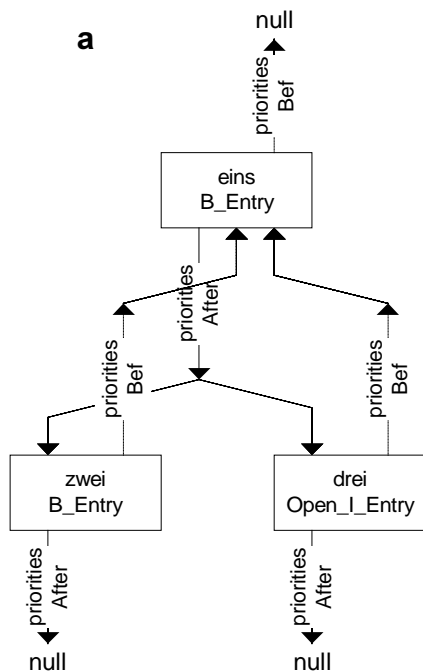 a
null
priorities
Bef
eins
B_Entry
priorities
After
priorities
Bef
priorities
Bef
zwei
B_Entry
drei
Open_I_Entry
priorities
After
priorities
After
null
null